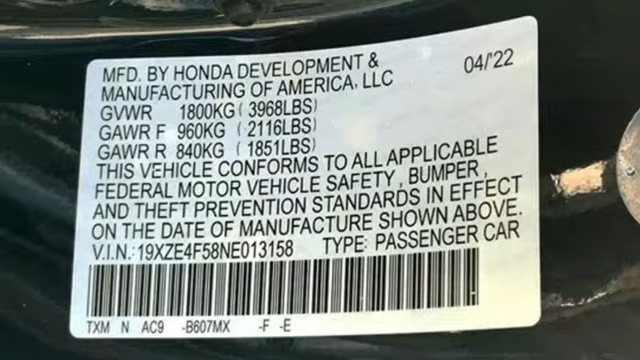 MFD. BY HONDA DEVELOPMENT & 04/'22
MANUFACTURING OF AMERICA, LLC
GVWR 1800KG ( 3968LBS)
GAWR F 960KG ( 2116LBS)
GAWR R 840KG ( 1851LBS)
THIS VEHICLE CONFORMS TO ALL APPLICABLE
FEDERAL MOTOR VEHICLE SAFETY, BUMPER,
AND THEFT PREVENTION STANDARDS IN EFFECT
ON THE DATE OF MANUFACTURE SHOWN ABOVE.
V.I.N.: 19XZE4F58NE013158 TYPE: PASSENGER CAR
TXM N AC9 -B607MX -F -E